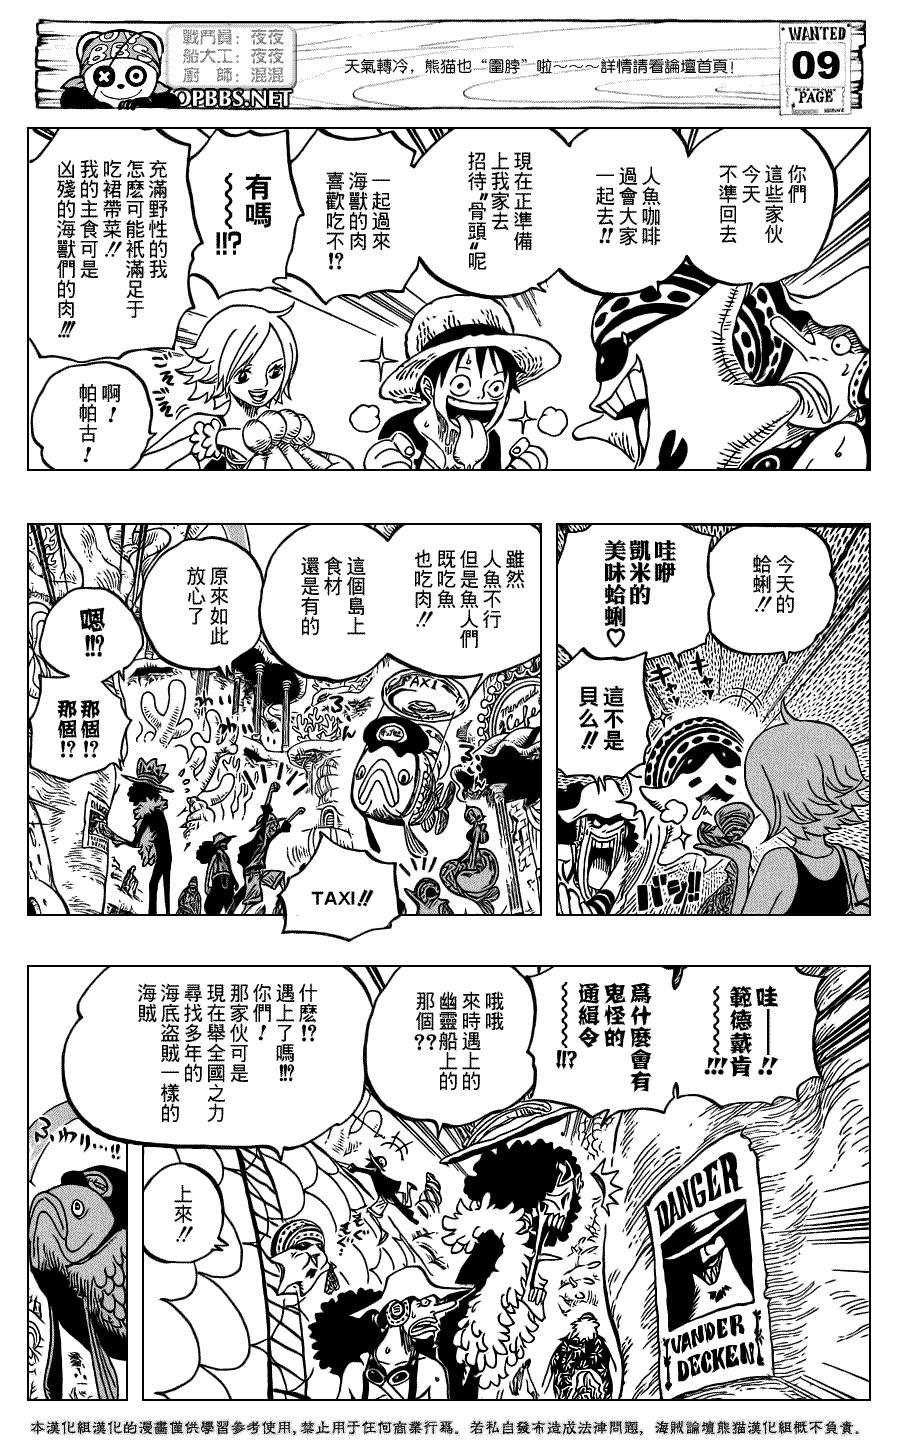 戰鬥員：夜夜
船大工：夜夜
廚　師：混混
OPBBS.NET
天氣轉冷，熊猫也“圍脖”啦～～～詳情請看論壇首頁！
WANTED
09
PAGE
你們
這些家伙
今天
不準回去
人魚咖啡
過會大家
一起去!!
現在正準備
上我家去
招待“骨頭”呢
一起過來
海獸的肉
喜歡吃不!?
有嗎
～～!!?
充滿野性的我
怎麽可能衹滿足于
吃裙帶菜!!
我的主食可是
凶殘的海獸們的肉!!!
啊！
帕帕古！
今天的
蛤蜊!!
哇咿
凱米的
美味蛤蜊♡
這不是
貝么!!
キャッ
キャッ
バン!!
雖然
人魚不行
但是魚人們
既吃魚
也吃肉!!
這個島上
食材
還是有的
原來如此
放心了
嗯!!?
那個!?
那個!?
TAXI
mermaid
Cafe
TAXI!!
哇——!!
範德戴肯
～～～!!!
爲什麼會有
鬼怪的
通緝令
～～～!!?
哦哦
來時遇上的
幽靈船上的
那個??
什麽!?
遇上了嗎!!?
你們！
那家伙可是
現在舉全國之力
尋找多年的
海底盗賊一樣的
海賊
上來!!
DANGER
VANDER
DECKEN
本漢化組漢化的漫畫僅供學習參考使用,禁止用于任何商業行爲。若私自發布造成法律問題，海賊論壇熊猫漢化組概不負責。